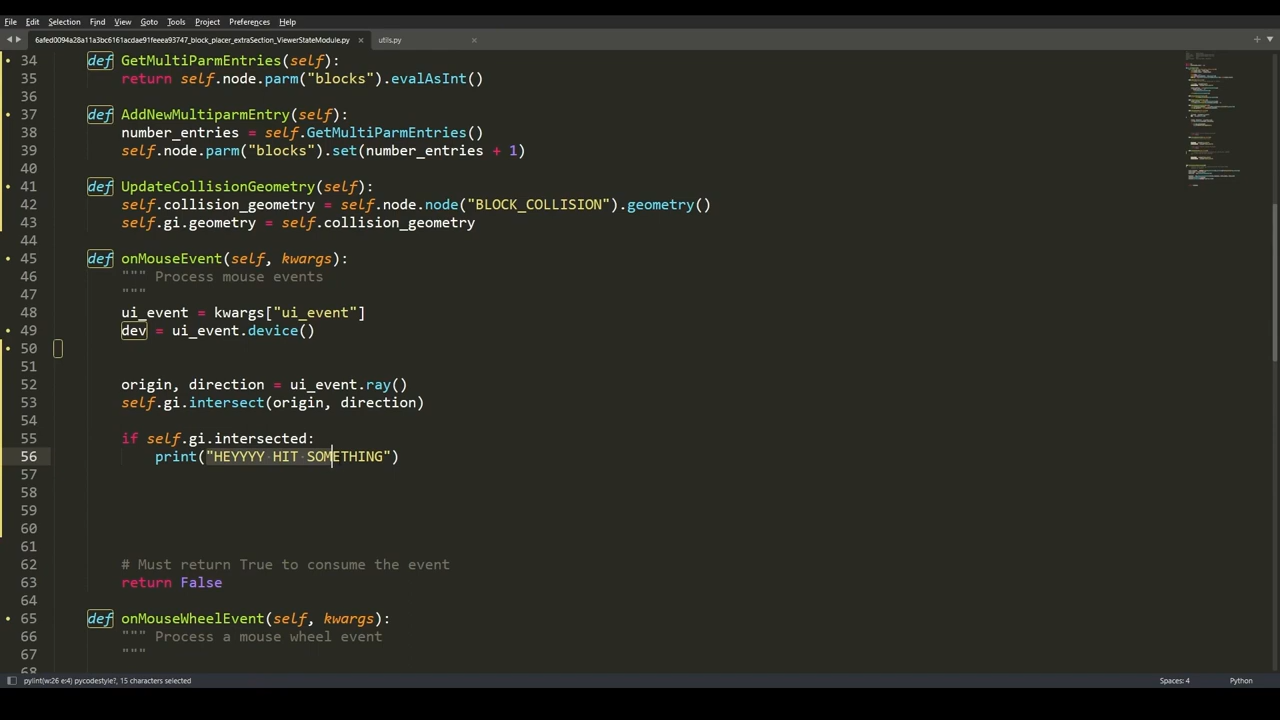 File Edit Selection Find View Goto Tools Project Preferences Help
6afed0094a28a11a3bc6161acdae91feeea93747_block_placer_extraSection_ViewerStateModule.py × utils.py ×
34 def GetMultiParmEntries(self):
35 return self.node.parm("blocks").evalAsInt()
36
37 def AddNewMultiparmEntry(self):
38 number_entries = self.GetMultiParmEntries()
39 self.node.parm("blocks").set(number_entries + 1)
40
41 def UpdateCollisionGeometry(self):
42 self.collision_geometry = self.node.node("BLOCK_COLLISION").geometry()
43 self.gi.geometry = self.collision_geometry
44
45 def onMouseEvent(self, kwargs):
46 """ Process mouse events
47 """
48 ui_event = kwargs["ui_event"]
49 dev = ui_event.device()
50
51
52 origin, direction = ui_event.ray()
53 self.gi.intersect(origin, direction)
54
55 if self.gi.intersected:
56 print("HEYYYY HIT SOMETHING")
57
58
59
60
61
62 # Must return True to consume the event
63 return False
64
65 def onMouseWheelEvent(self, kwargs):
66 """ Process a mouse wheel event
67 """
68
pylint(w:26 e:4) pycodestyle?, 15 characters selected Spaces: 4 Python